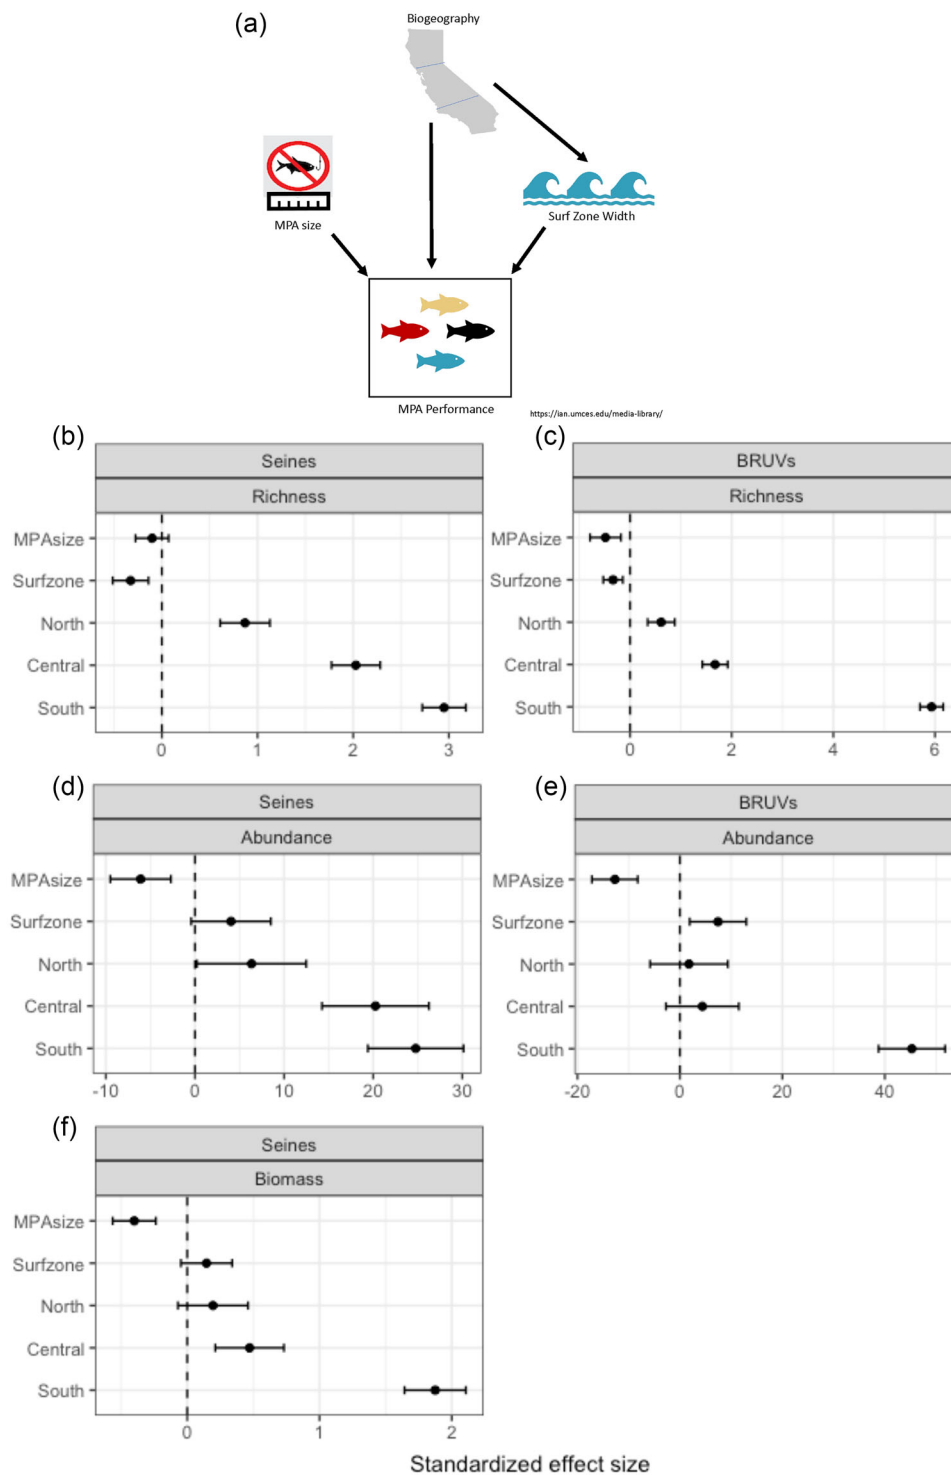 (a)
Biogeography
MPA size
Surf Zone Width
MPA Performance
https://ian.umces.edu/media-library/
(b)
Seines
Richness
MPAsize
Surfzone
North
Central
South
0 1 2 3
(c)
BRUVs
Richness
MPAsize
Surfzone
North
Central
South
0 2 4 6
(d)
Seines
Abundance
MPAsize
Surfzone
North
Central
South
-10 0 10 20 30
(e)
BRUVs
Abundance
MPAsize
Surfzone
North
Central
South
-20 0 20 40
(f)
Seines
Biomass
MPAsize
Surfzone
North
Central
South
0 1 2
Standardized effect size